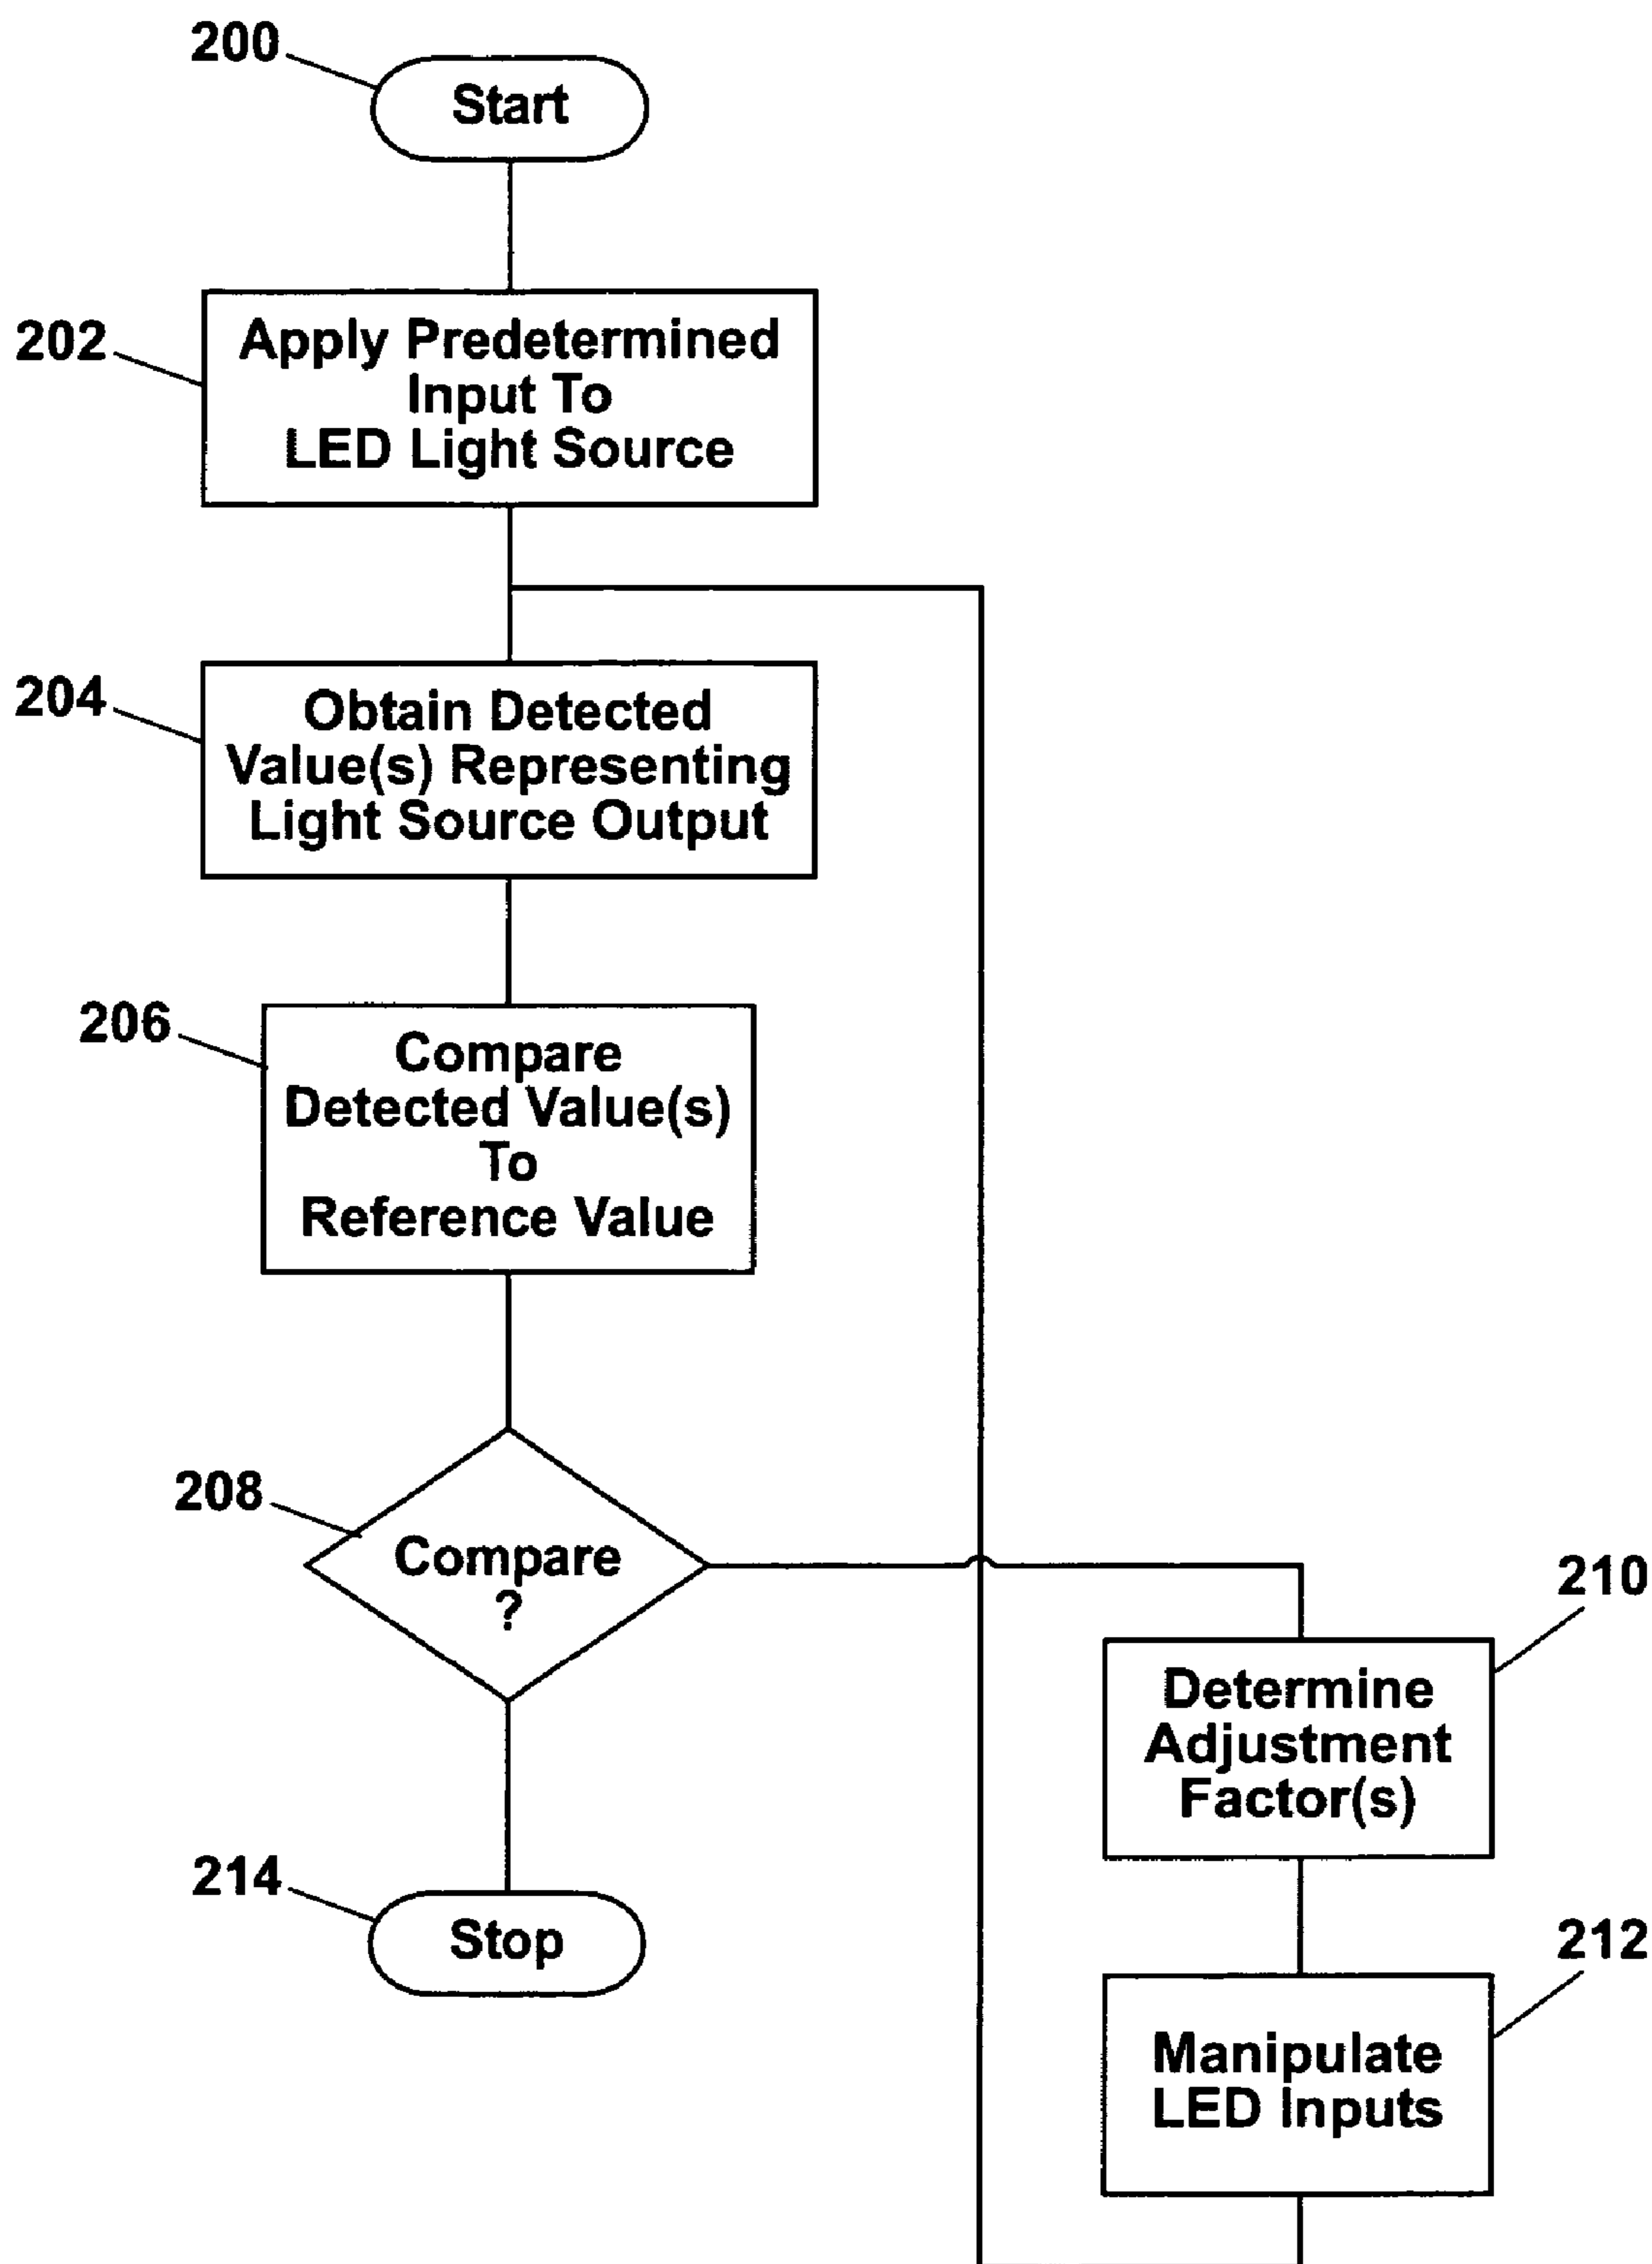 200
Start
202
Apply Predetermined
Input To
LED Light Source
204
Obtain Detected
Value(s) Representing
Light Source Output
206
Compare
Detected Value(s)
To
Reference Value
208
Compare
?
210
Determine
Adjustment
Factor(s)
214
Stop
212
Manipulate
LED Inputs